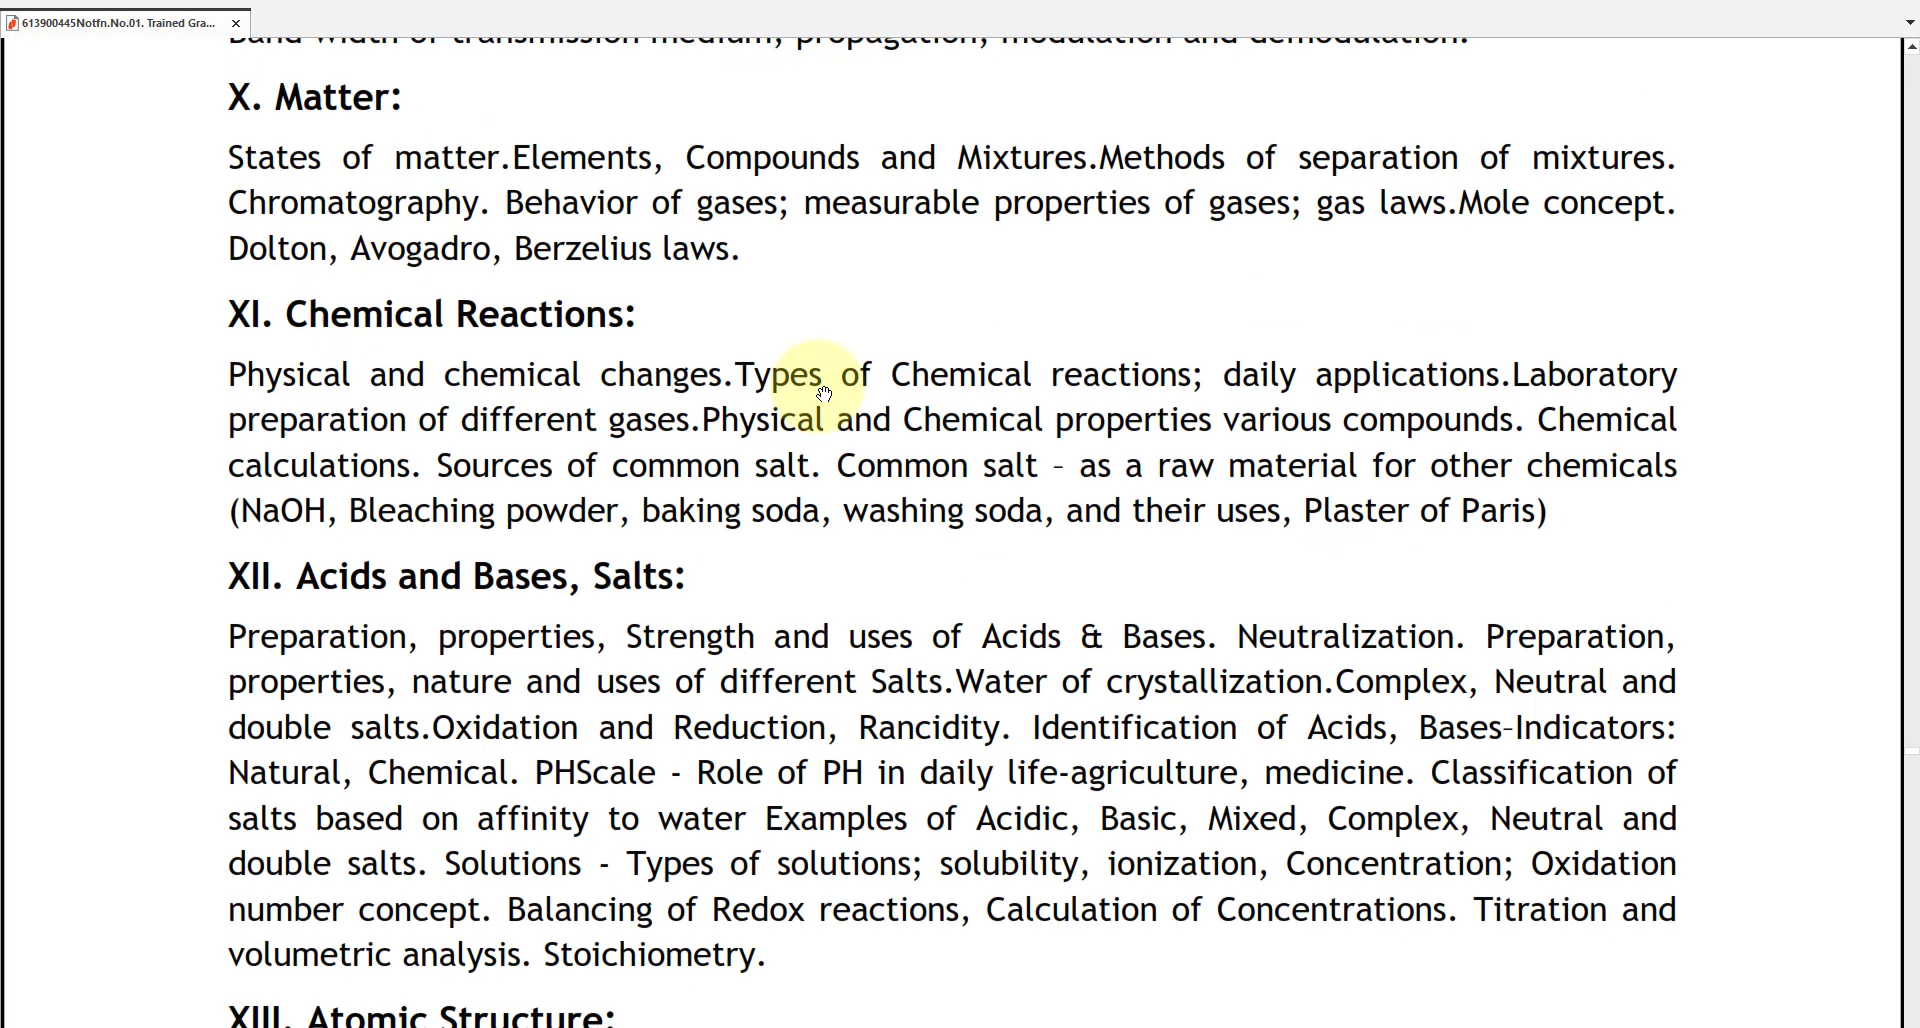 613900445Notfn.No.01. Trained Gra...
Band width of transmission medium, propagation, modulation and demodulation.
X. Matter:
States of matter.Elements, Compounds and Mixtures.Methods of separation of mixtures.
Chromatography. Behavior of gases; measurable properties of gases; gas laws.Mole concept.
Dolton, Avogadro, Berzelius laws.
XI. Chemical Reactions:
Physical and chemical changes.Types of Chemical reactions; daily applications.Laboratory
preparation of different gases.Physical and Chemical properties various compounds. Chemical
calculations. Sources of common salt. Common salt – as a raw material for other chemicals
(NaOH, Bleaching powder, baking soda, washing soda, and their uses, Plaster of Paris)
XII. Acids and Bases, Salts:
Preparation, properties, Strength and uses of Acids & Bases. Neutralization. Preparation,
properties, nature and uses of different Salts.Water of crystallization.Complex, Neutral and
double salts.Oxidation and Reduction, Rancidity. Identification of Acids, Bases–Indicators:
Natural, Chemical. PHScale - Role of PH in daily life-agriculture, medicine. Classification of
salts based on affinity to water Examples of Acidic, Basic, Mixed, Complex, Neutral and
double salts. Solutions - Types of solutions; solubility, ionization, Concentration; Oxidation
number concept. Balancing of Redox reactions, Calculation of Concentrations. Titration and
volumetric analysis. Stoichiometry.
XIII. Atomic Structure: